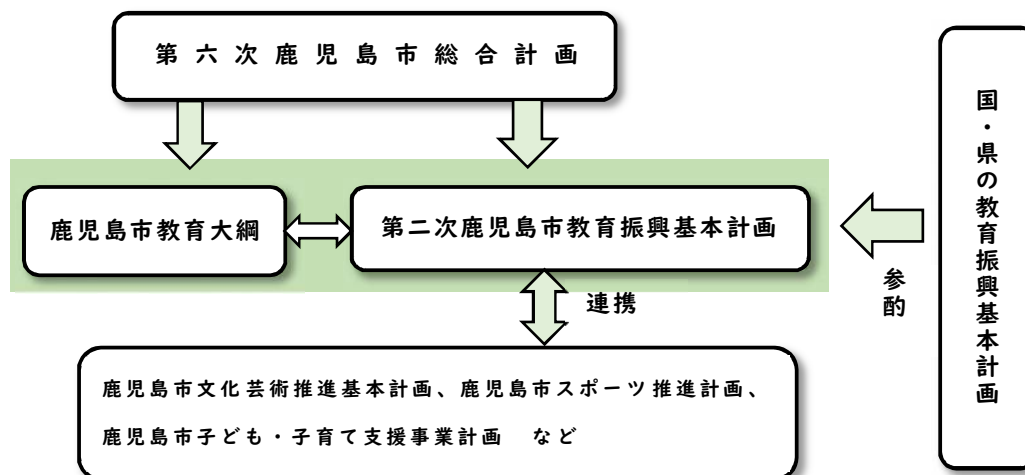 第六次鹿児島市総合計画
鹿児島市教育大綱
第二次鹿児島市教育振興基本計画
国・県の教育振興基本計画
参酌
連携
鹿児島市文化芸術推進基本計画、鹿児島市スポーツ推進計画、
鹿児島市子ども・子育て支援事業計画 など